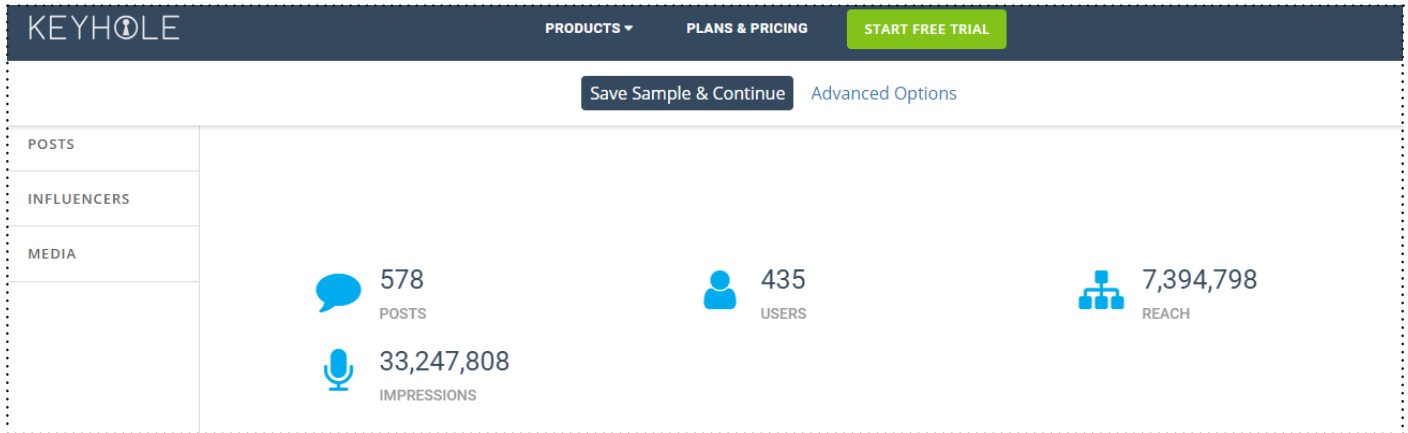 KEYHOLE
PRODUCTS
PLANS & PRICING
START FREE TRIAL
Save Sample & Continue
Advanced Options
POSTS
INFLUENCERS
MEDIA
578
POSTS
435
USERS
7,394,798
REACH
33,247,808
IMPRESSIONS